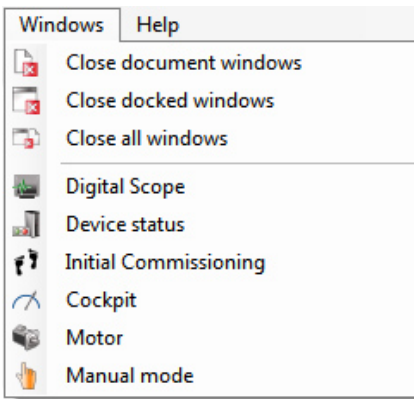 Windows Help
Close document windows
Close docked windows
Close all windows
Digital Scope
Device status
Initial Commissioning
Cockpit
Motor
Manual mode